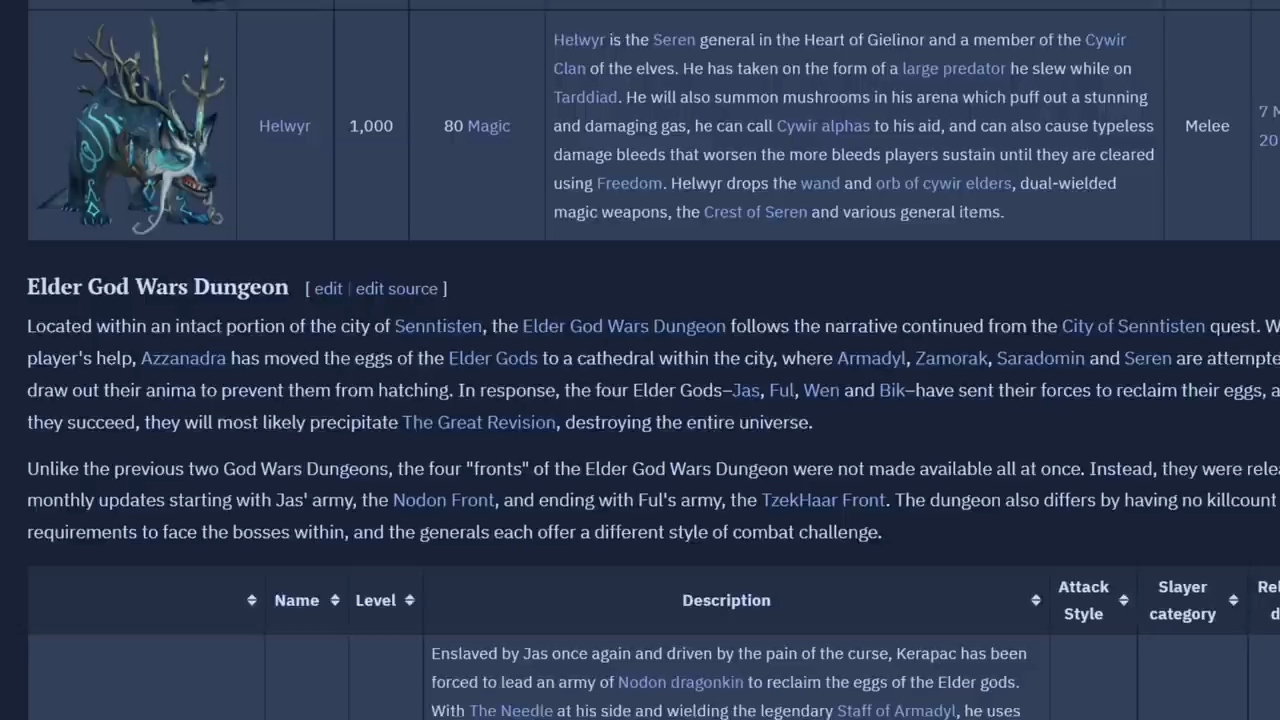 Helwyr is the Seren general in the Heart of Gielinor and a member of the Cywir
Clan of the elves. He has taken on the form of a large predator he slew while on
Tarddiad. He will also summon mushrooms in his arena which puff out a stunning
and damaging gas, he can call Cywir alphas to his aid, and can also cause typeless
damage bleeds that worsen the more bleeds players sustain until they are cleared
using Freedom. Helwyr drops the wand and orb of cywir elders, dual-wielded
magic weapons, the Crest of Seren and various general items.
Helwyr
1,000
80 Magic
Melee
7
20
Elder God Wars Dungeon [ edit | edit source ]
Located within an intact portion of the city of Senntisten, the Elder God Wars Dungeon follows the narrative continued from the City of Senntisten quest.
player's help, Azzanadra has moved the eggs of the Elder Gods to a cathedral within the city, where Armadyl, Zamorak, Saradomin and Seren are
draw out their anima to prevent them from hatching. In response, the four Elder Gods–Jas, Ful, Wen and Bik–have sent their forces to reclaim their eggs,
they succeed, they will most likely precipitate The Great Revision, destroying the entire universe.
Unlike the previous two God Wars Dungeons, the four "fronts" of the Elder God Wars Dungeon were not made available all at once. Instead, they were
monthly updates starting with Jas' army, the Nodon Front, and ending with Ful's army, the TzekHaar Front. The dungeon also differs by having no killcount
requirements to face the bosses within, and the generals each offer a different style of combat challenge.
Name Level Description Attack Style Slayer category
Enslaved by Jas once again and driven by the pain of the curse, Kerapac has been
forced to lead an army of Nodon dragonkin to reclaim the eggs of the Elder gods.
With The Needle at his side and wielding the legendary Staff of Armadyl, he uses